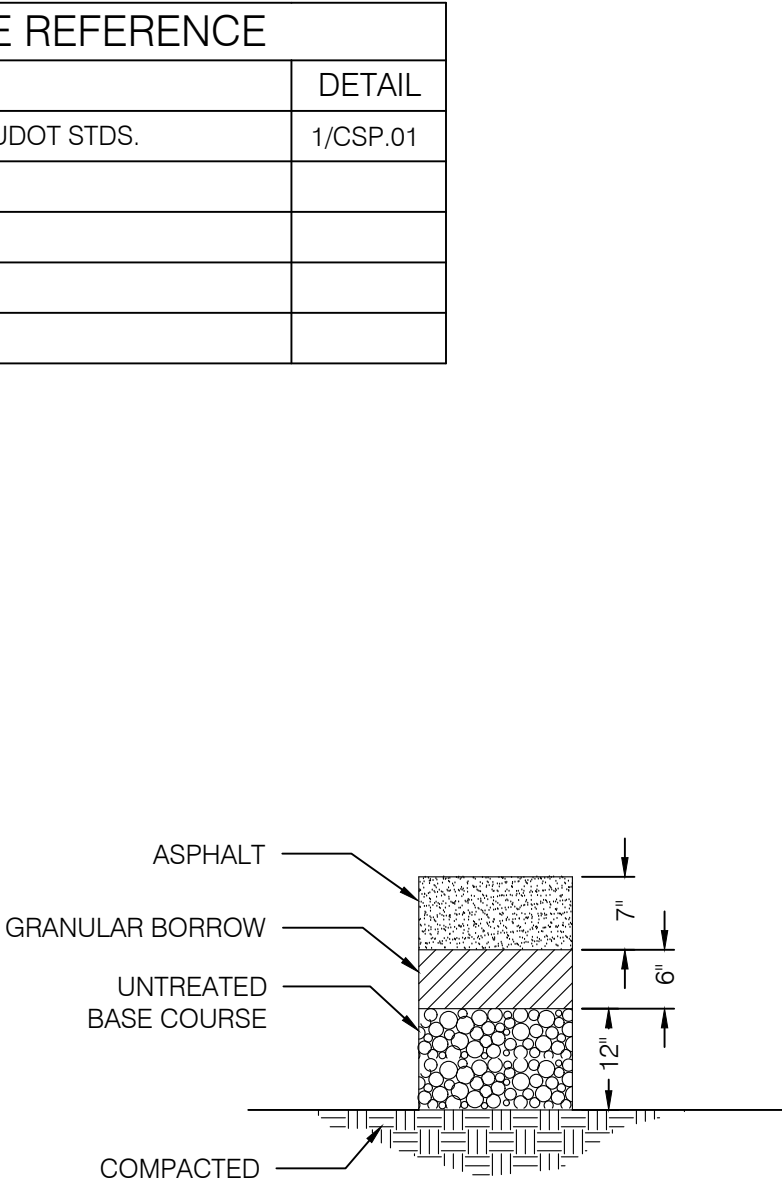 E REFERENCE
DETAIL
UDOT STDS.
1/CSP.01
ASPHALT
7"
GRANULAR BORROW
6"
UNTREATED
BASE COURSE
12"
COMPACTED